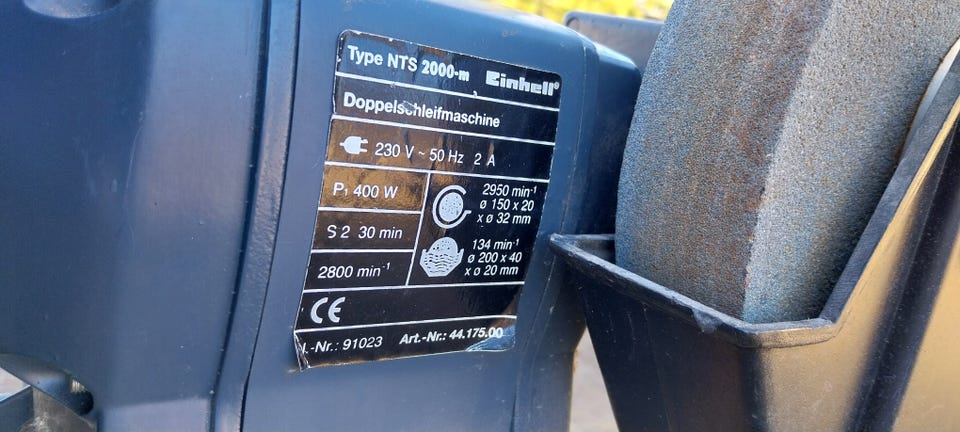 Type NTS 2000-m Einhell®
Doppelschleifmaschine
230 V ~ 50 Hz 2 A
P₁ 400 W
S 2 30 min
2800 min⁻¹
2950 min⁻¹
ø 150 x 20
x ø 32 mm
134 min⁻¹
ø 200 x 40
x ø 20 mm
CE
.-Nr.: 91023 Art.-Nr.: 44.175.00